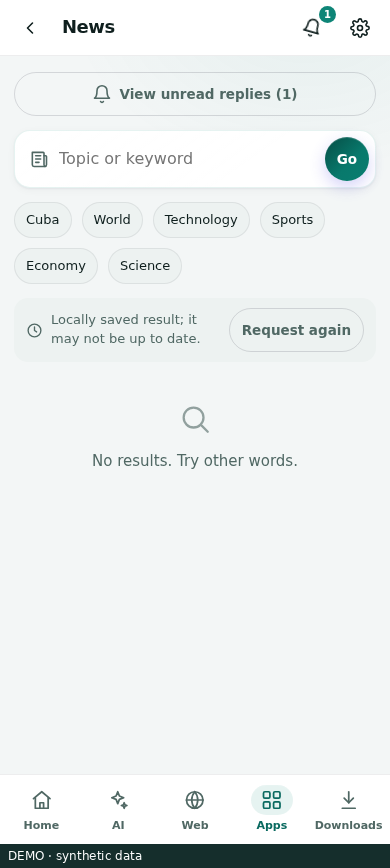 News
1
View unread replies (1)
Topic or keyword
Go
Cuba
World
Technology
Sports
Economy
Science
Locally saved result; it
may not be up to date.
Request again
No results. Try other words.
Home
AI
Web
Apps
Downloads
DEMO · synthetic data